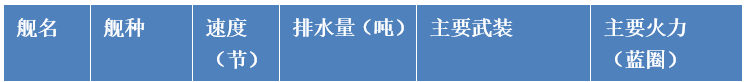 舰名 舰种 速度 排水量（吨） 主要武装 主要火力
（节） （蓝圈）